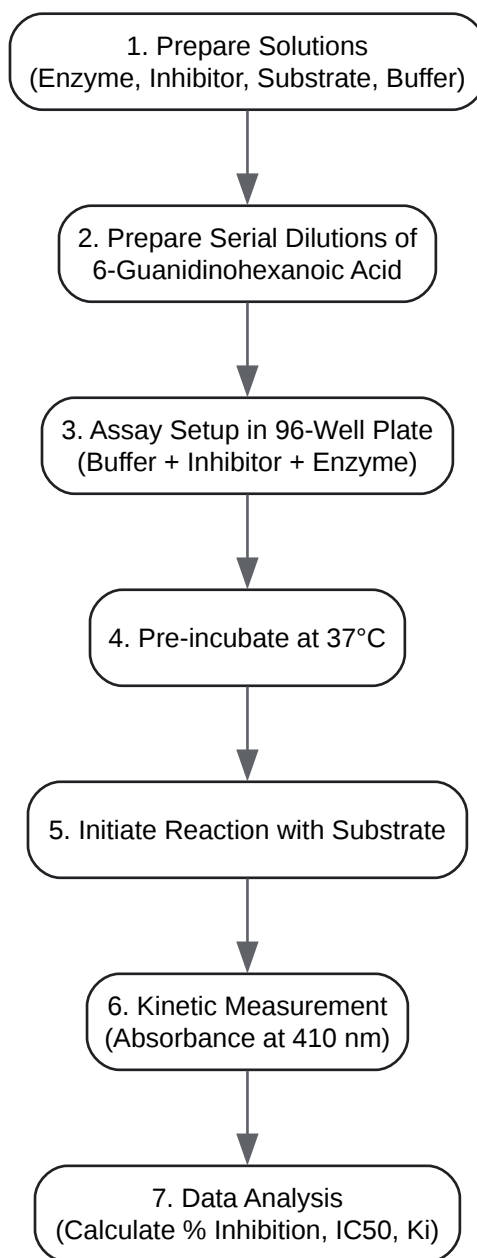 1. Prepare Solutions
(Enzyme, Inhibitor, Substrate, Buffer)
2. Prepare Serial Dilutions of
6-Guanidinohexanoic Acid
3. Assay Setup in 96-Well Plate
(Buffer + Inhibitor + Enzyme)
4. Pre-incubate at 37°C
5. Initiate Reaction with Substrate
6. Kinetic Measurement
(Absorbance at 410 nm)
7. Data Analysis
(Calculate % Inhibition, IC50, Ki)